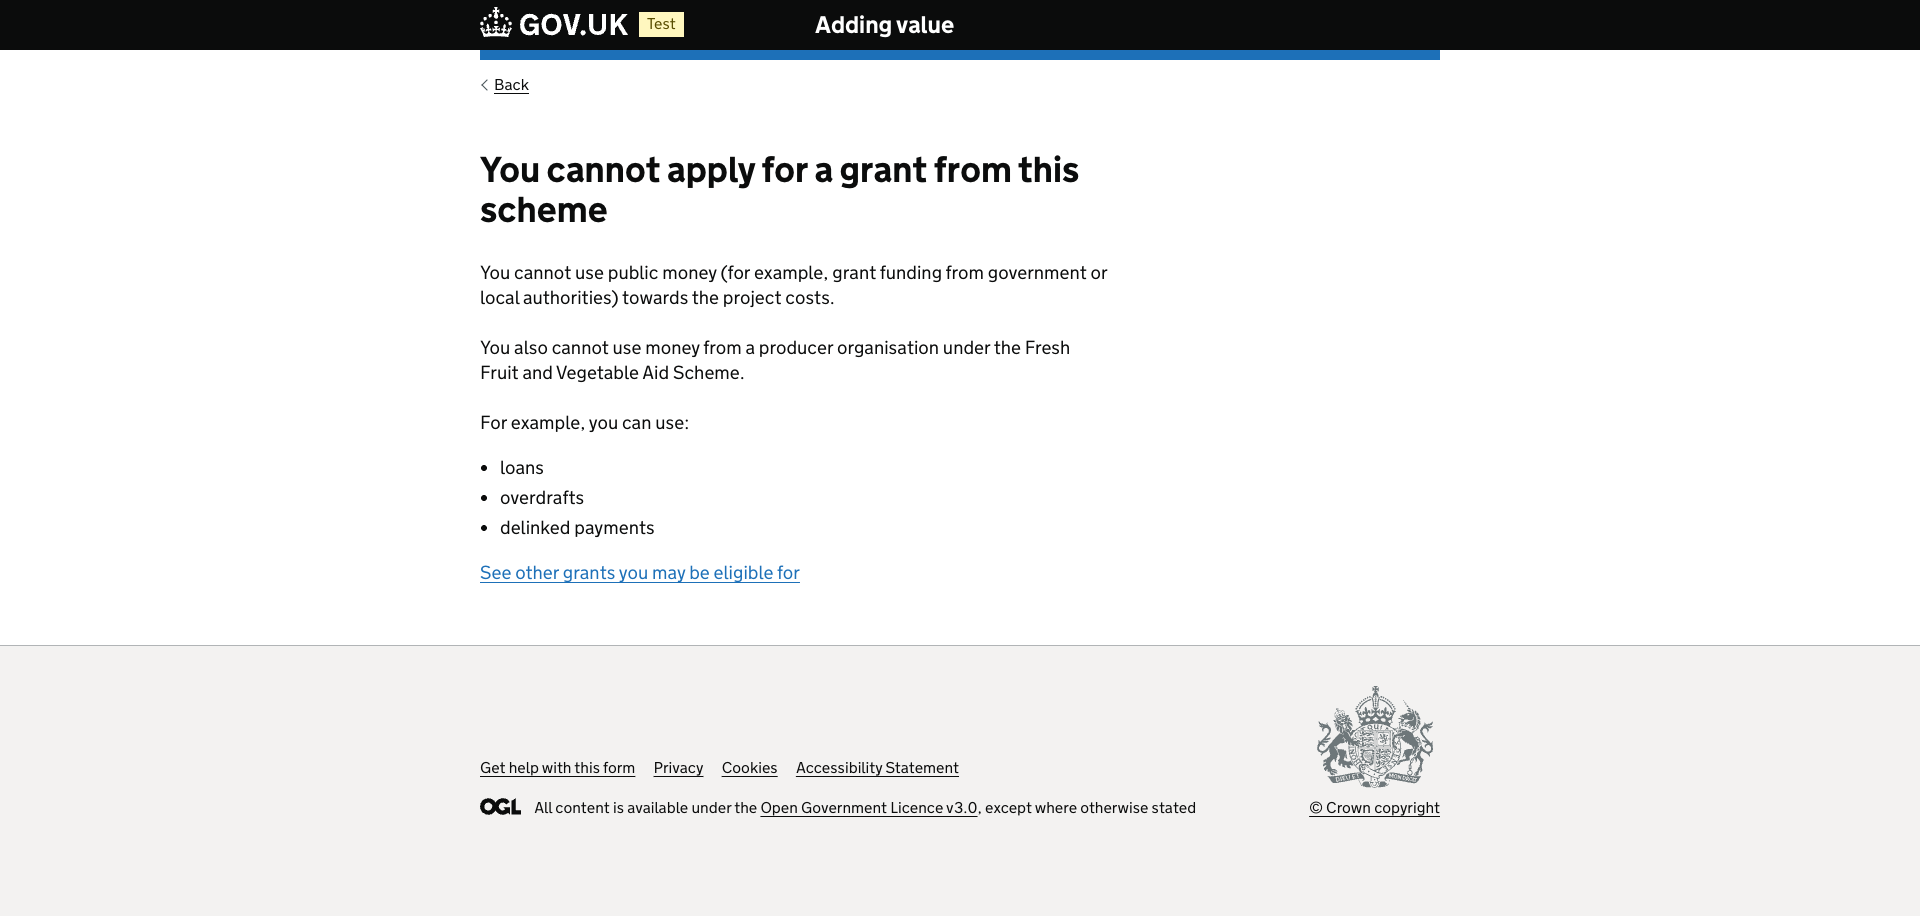 GOV.UK Test Adding value
Back
You cannot apply for a grant from this
scheme
You cannot use public money (for example, grant funding from government or
local authorities) towards the project costs.
You also cannot use money from a producer organisation under the Fresh
Fruit and Vegetable Aid Scheme.
For example, you can use:
• loans
• overdrafts
• delinked payments
See other grants you may be eligible for
Get help with this form Privacy Cookies Accessibility Statement
OGL All content is available under the Open Government Licence v3.0, except where otherwise stated
© Crown copyright